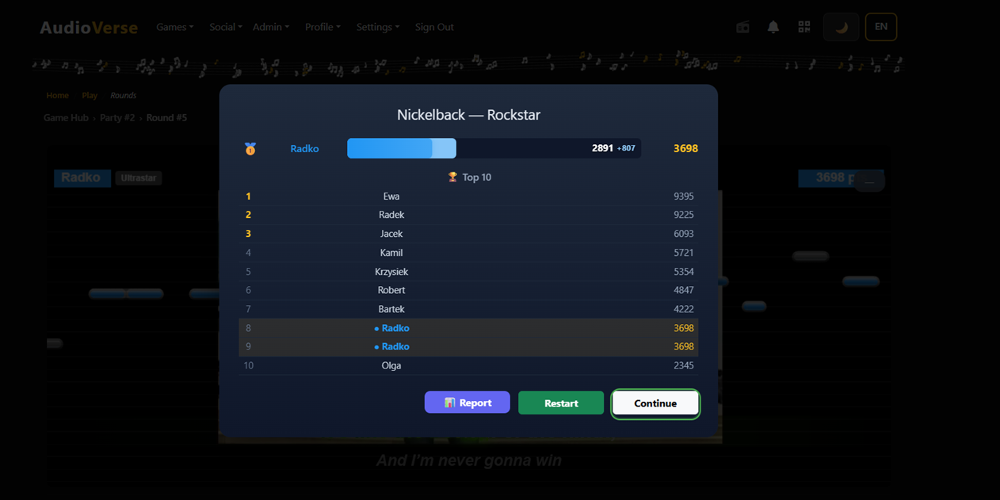 AudioVerse Games Social Admin Profile Settings Sign Out EN
Home Play Rounds
Game Hub › Party #2 › Round #5
Nickelback — Rockstar
1 Radko 2891 +807 3698
Radko Ultrastar 3698 p
Top 10
1 Ewa 9395
2 Radek 9225
3 Jacek 6093
4 Kamil 5721
5 Krzysiek 5354
6 Robert 4847
7 Bartek 4222
8 ● Radko 3698
9 ● Radko 3698
10 Olga 2345
Report Restart Continue
And I'm never gonna win